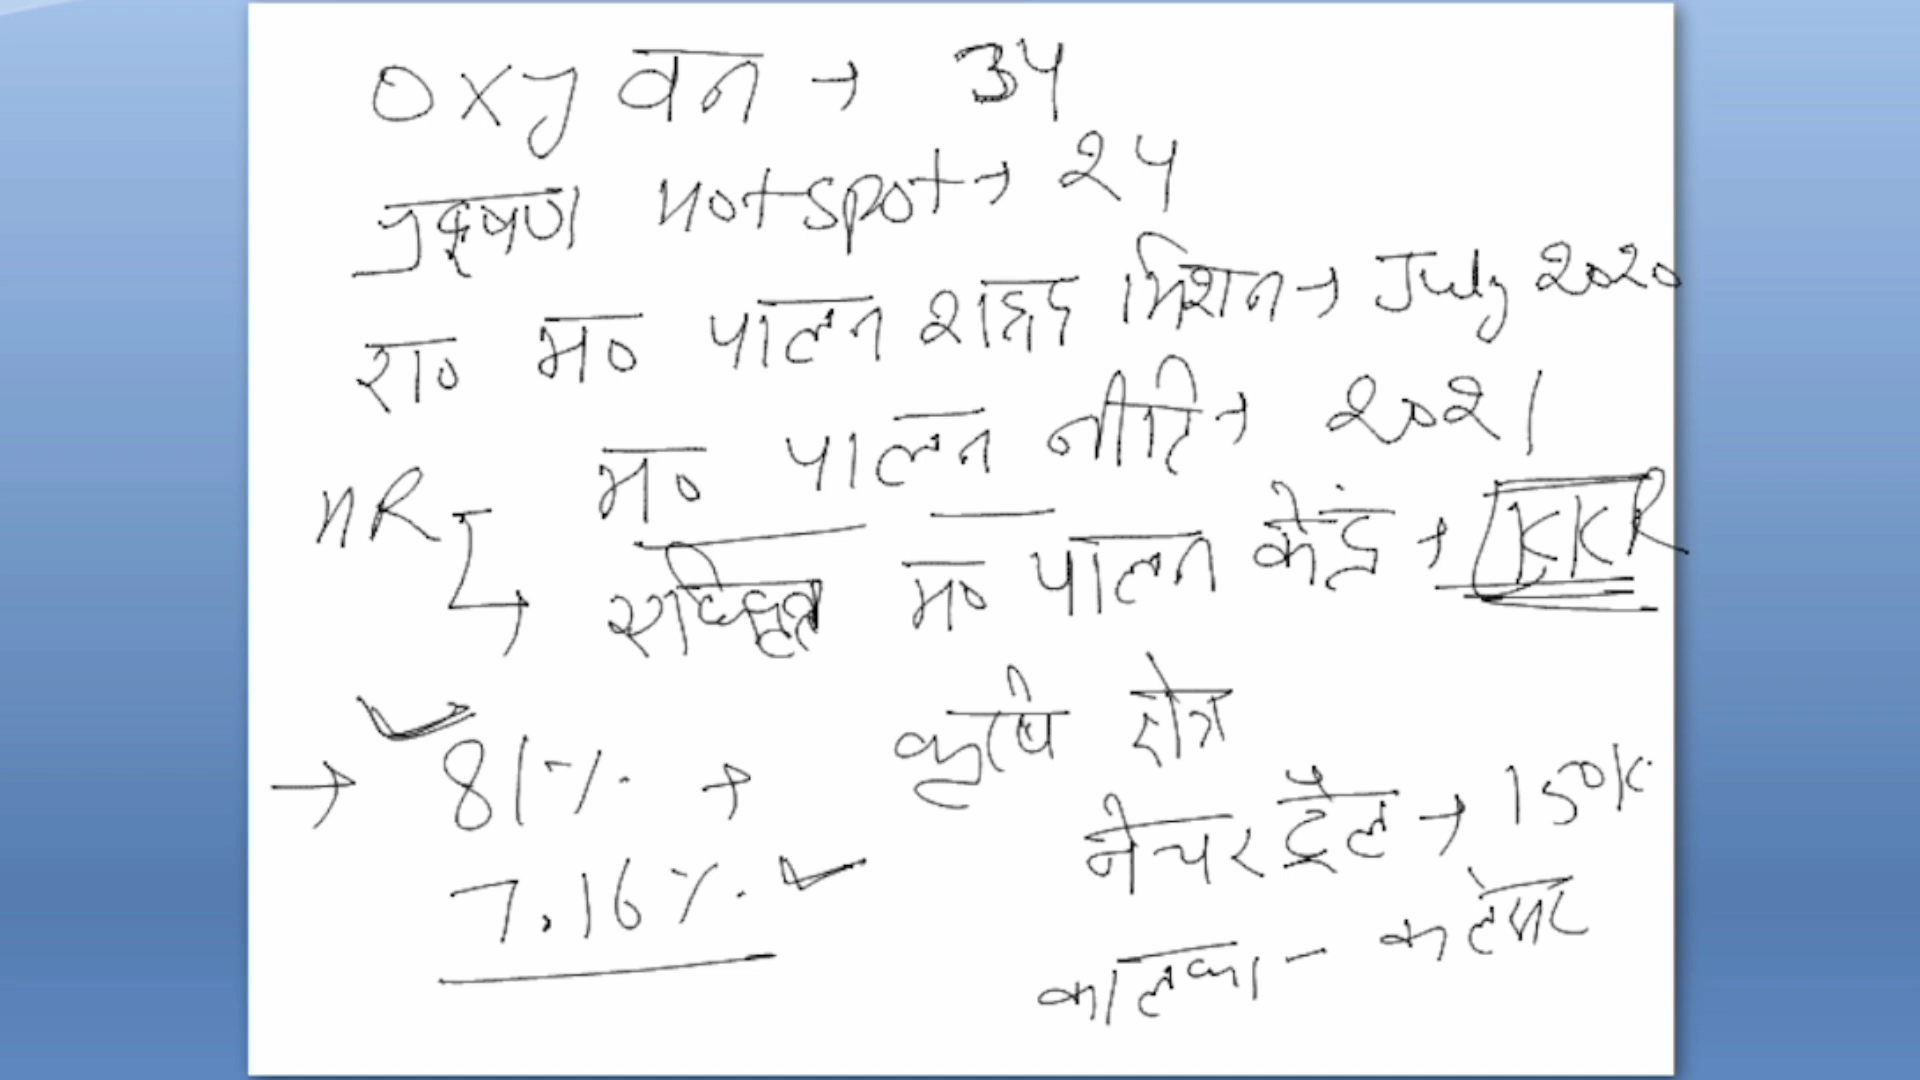 oxy वन → 34
प्रदूषण Hotspot → 24
रा० म० पालन शहद मिशन → July 2020
म० पालन नीति → 2021
HR → एकीकृत म० पालन केंद्र → KKR
→ 81% → कृषि क्षेत्र
7.16%
नेचर ट्रेल → 150K
कालका - कलेसर